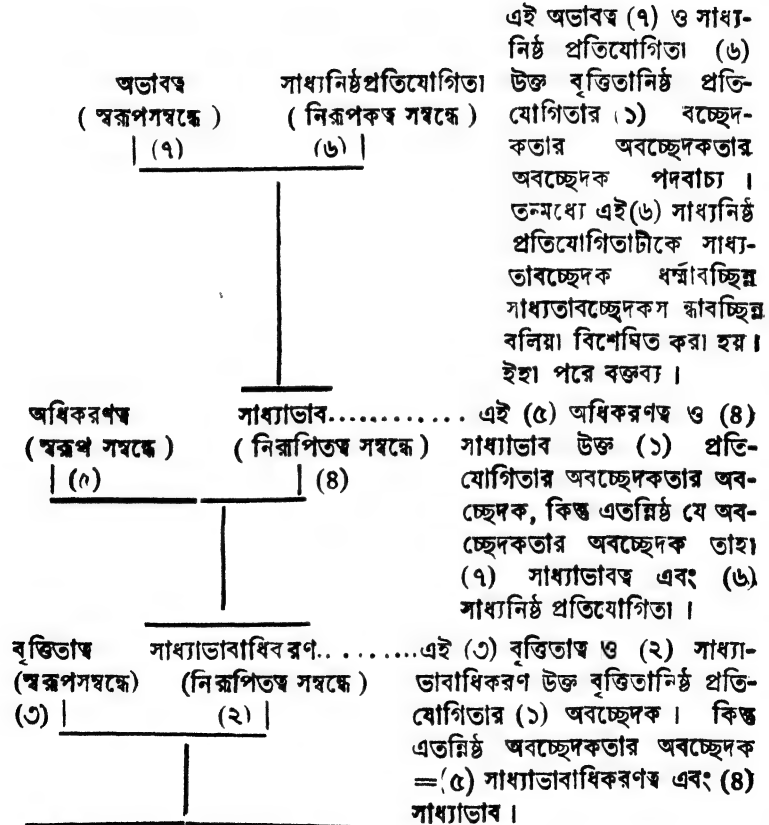 এই অভাবত্ব (৭) ও সাধ্য-
নিষ্ঠ প্রতিযোগিতা (৬)
উক্ত বৃত্তিতানিষ্ঠ প্রতি-
যোগিতার (১) বচ্ছেদ-
কতার অবচ্ছেদকতার
অবচ্ছেদক পদবাচ্য ।
তন্মধ্যে এই(৬) সাধ্যনিষ্ঠ
প্রতিযোগিতাটীকে সাধ্য-
তাবচ্ছেদক ধর্ম্মাবচ্ছিন্ন
সাধ্যতাবচ্ছেদকস ন্ধাবচ্ছিন্ন
বলিয়া বিশেষিত করা হয় ।
ইহা পরে বক্তব্য ।
অভাবত্ব সাধ্যনিষ্ঠপ্রতিযোগিতা
( স্বরূপসম্বন্ধে ) ( নিরূপকত্ব সম্বন্ধে )
(৭) (৬)
অধিকরণত্ব সাধ্যাভাব............
( স্বরূপ সম্বন্ধে ) ( নিরূপিতত্ব সম্বন্ধে )
(৫) (৪)
এই (৫) অধিকরণত্ব ও (৪)
সাধ্যাভাব উক্ত (১) প্রতি-
যোগিতার অবচ্ছেদকতার অব-
চ্ছেদক, কিন্তু এতন্নিষ্ঠ যে অব-
চ্ছেদকতার অবচ্ছেদক তাহা
(৭) সাধ্যাভাবত্ব এবং (৬)
সাধ্যনিষ্ঠ প্রতিযোগিতা ।
বৃত্তিতাত্ব সাধ্যাভাবাধিবরণ.........
(স্বরূপসম্বন্ধে) (নিরূপিতত্ব সম্বন্ধে )
(৩) (২)
এই (৩) বৃত্তিতাত্ব ও (২) সাধ্যা-
ভাবাধিকরণ উক্ত বৃত্তিতানিষ্ঠ প্রতি-
যোগিতার (১) অবচ্ছেদক । কিন্তু
এতন্নিষ্ঠ অবচ্ছেদকতার অবচ্ছেদক
=(৫) সাধ্যাভাবাধিকরণত্ব এবং (৪)
সাধ্যাভাব ।